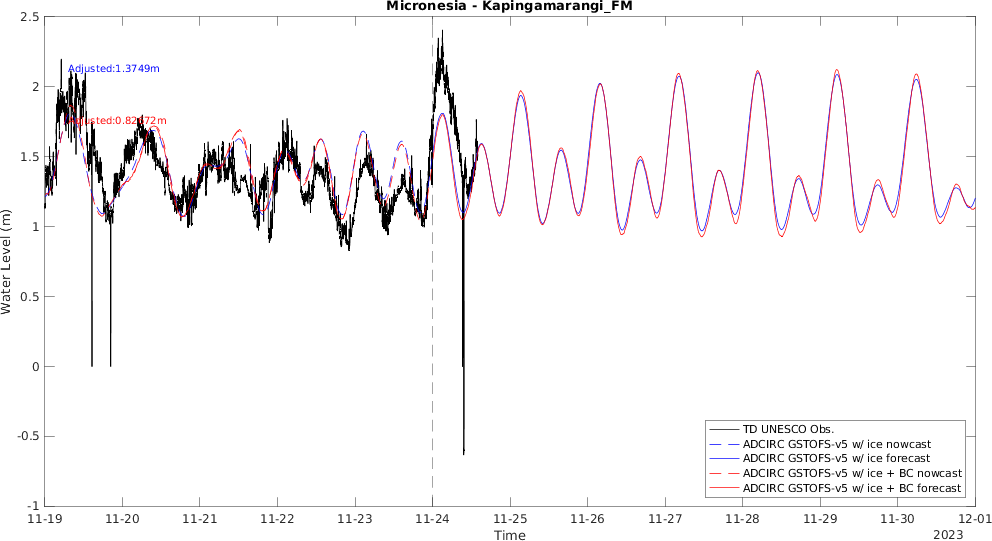 Micronesia - Kapingamarangi_FM
2.5
2
1.5
1
0.5
0
-0.5
-1
Water Level (m)
Adjusted:1.3749m
TD UNESCO Obs.
ADCIRC GSTOFS-v5 w/ ice nowcast
ADCIRC GSTOFS-v5 w/ ice forecast
ADCIRC GSTOFS-v5 w/ ice + BC nowcast
ADCIRC GSTOFS-v5 w/ ice + BC forecast
11-19 11-20 11-21 11-22 11-23 11-24 11-25 11-26 11-27 11-28 11-29 11-30 12-01
Time
2023